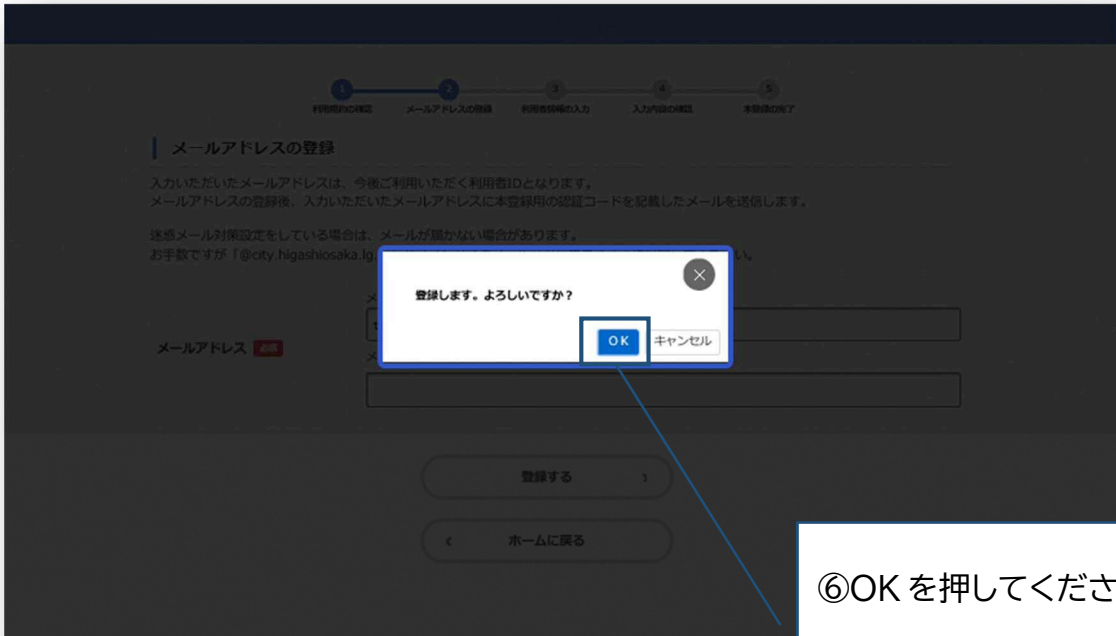 1 2 3 4 5
利用規約の確認 メールアドレスの登録 利用者情報の入力 入力内容の確認 本登録の完了
メールアドレスの登録
入力いただいたメールアドレスは、今後ご利用いただく利用者IDとなります。
メールアドレスの登録後、入力いただいたメールアドレスに本登録用の認証コードを記載したメールを送信します。
迷惑メール対策設定をしている場合は、メールが届かない場合があります。
お手数ですが「@city.higashiosaka.lg.
い。
登録します。よろしいですか？
メールアドレス 必須
OK キャンセル
登録する
ホームに戻る
⑥OKを押してくださ